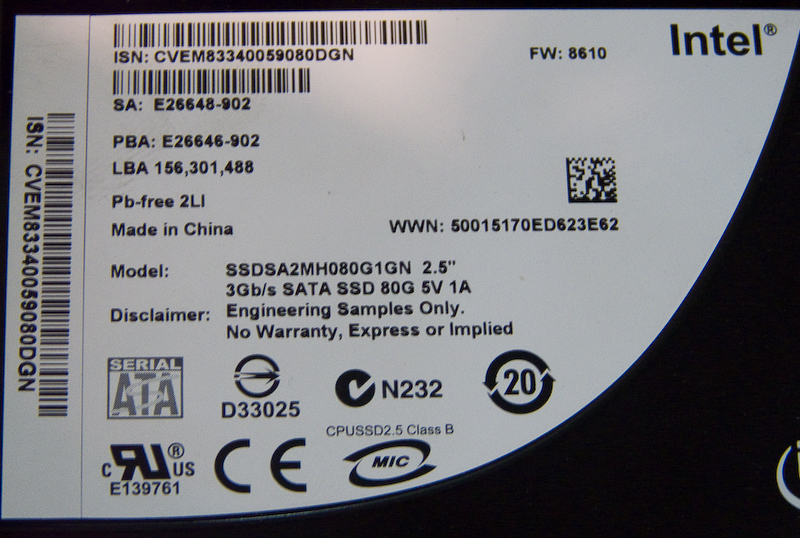 ISN: CVEM83340059080DGN
FW: 8610
Intel®
SA: E26648-902
PBA: E26646-902
LBA 156,301,488
Pb-free 2LI
Made in China
WWN: 50015170ED623E62
Model: SSDSA2MH080G1GN 2.5"
3Gb/s SATA SSD 80G 5V 1A
Disclaimer: Engineering Samples Only.
No Warranty, Express or Implied
SERIAL
ATA
D33025
N232
20
CPUSSD2.5 Class B
c RU® US
E139761
CE
MIC
ISN: CVEM83340059080DGN